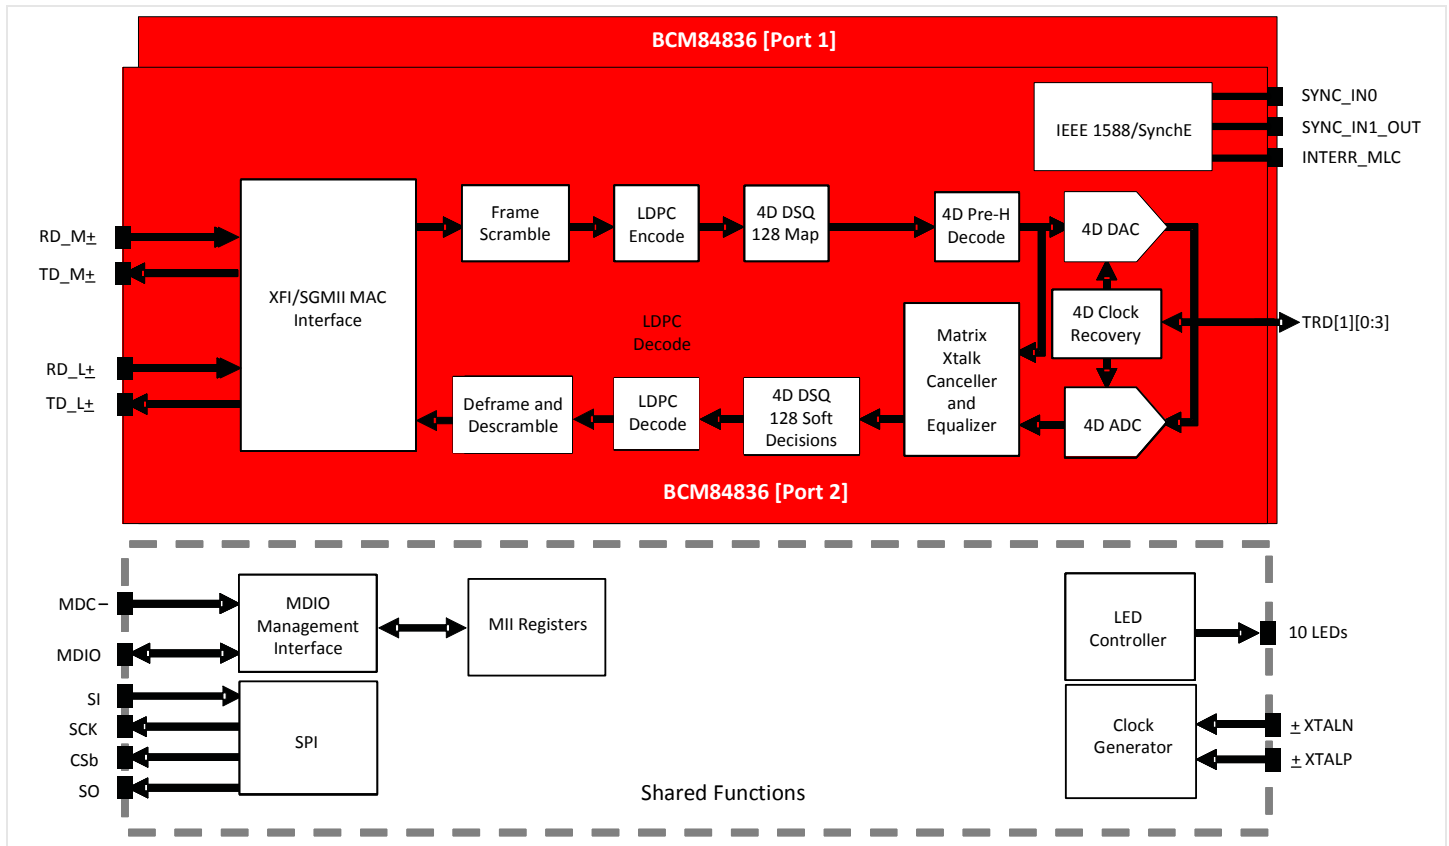 BCM84836 [Port 1]
SYNC_IN0
IEEE 1588/SynchE
SYNC_IN1_OUT
INTERR_MLC
RD_M±
TD_M±
RD_L±
TD_L±
XFI/SGMII MAC
Interface
Frame
Scramble
LDPC
Encode
4D DSQ
128 Map
4D Pre-H
Decode
4D DAC
4D Clock
Recovery
TRD[1][0:3]
LDPC
Decode
Matrix
Xtalk
Canceller
and
Equalizer
Deframe and
Descramble
LDPC
Decode
4D DSQ
128 Soft
Decisions
4D ADC
BCM84836 [Port 2]
MDC–
MDIO
MDIO
Management
Interface
MII Registers
LED
Controller
10 LEDs
SI
SCK
CSb
SO
SPI
Clock
Generator
± XTALN
± XTALP
Shared Functions